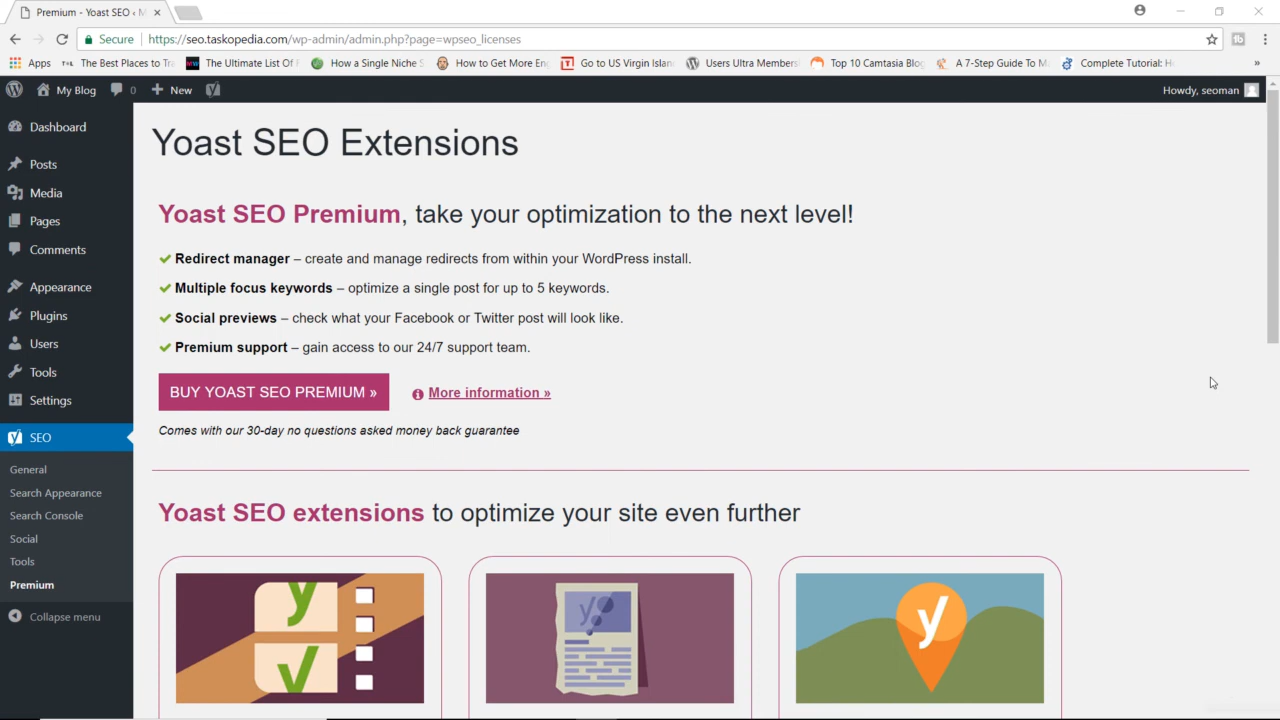 Premium - Yoast SEO ‹ M
Secure https://seo.taskopedia.com/wp-admin/admin.php?page=wpseo_licenses
Apps The Best Places to Tra The Ultimate List Of How a Single Niche S How to Get More Eng Go to US Virgin Islan Users Ultra Members Top 10 Camtasia Blog A 7-Step Guide To Complete Tutorial: »
My Blog 0 New Howdy, seoman
Dashboard
Posts
Media
Pages
Comments
Appearance
Plugins
Users
Tools
Settings
SEO
General
Search Appearance
Search Console
Social
Tools
Premium
Collapse menu
Yoast SEO Extensions
Yoast SEO Premium, take your optimization to the next level!
Redirect manager – create and manage redirects from within your WordPress install.
Multiple focus keywords – optimize a single post for up to 5 keywords.
Social previews – check what your Facebook or Twitter post will look like.
Premium support – gain access to our 24/7 support team.
BUY YOAST SEO PREMIUM » More information »
Comes with our 30-day no questions asked money back guarantee
Yoast SEO extensions to optimize your site even further